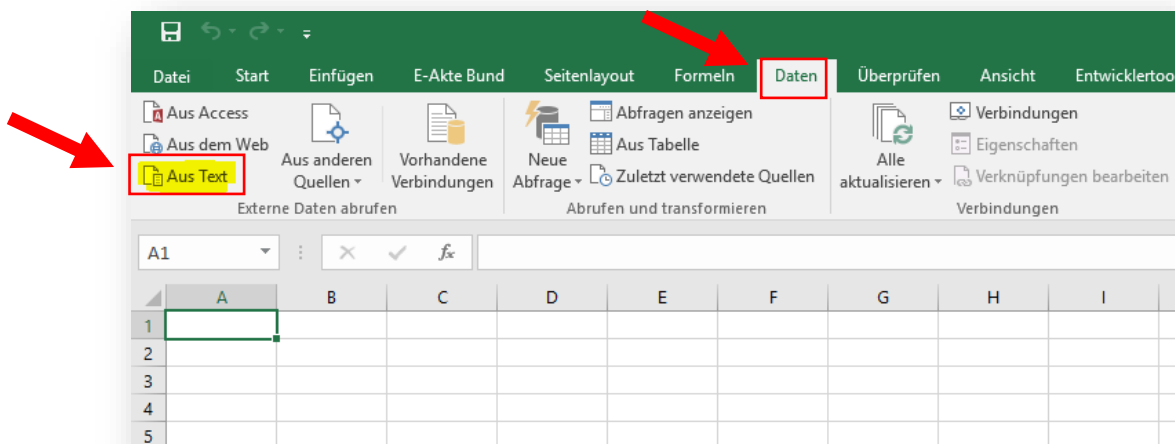 Datei Start Einfügen E-Akte Bund Seitenlayout Formeln Daten Überprüfen Ansicht Entwicklertoo
Aus Access
Aus dem Web
Aus Text
Aus anderen
Quellen
Vorhandene
Verbindungen
Externe Daten abrufen
Neue
Abfrage
Abfragen anzeigen
Aus Tabelle
Zuletzt verwendete Quellen
Abrufen und transformieren
Alle
aktualisieren
Verbindungen
Eigenschaften
Verknüpfungen bearbeiten
Verbindungen
A1 fx
A B C D E F G H I
1
2
3
4
5